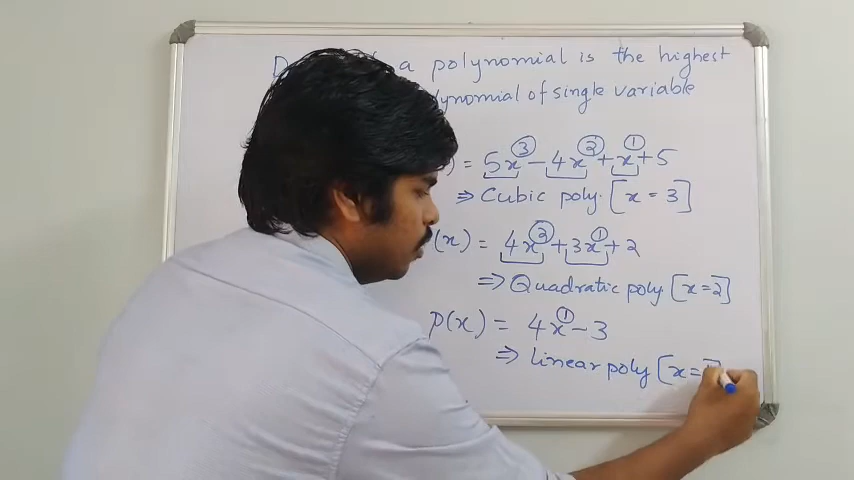 a polynomial is the highest
ynomial of single variable
) = 5x³ - 4x² + x¹ + 5
⇒ Cubic poly. [x = 3]
(x) = 4x² + 3x¹ + 2
⇒ Quadratic poly [x = 2]
P(x) = 4x¹ - 3
⇒ linear poly [x =